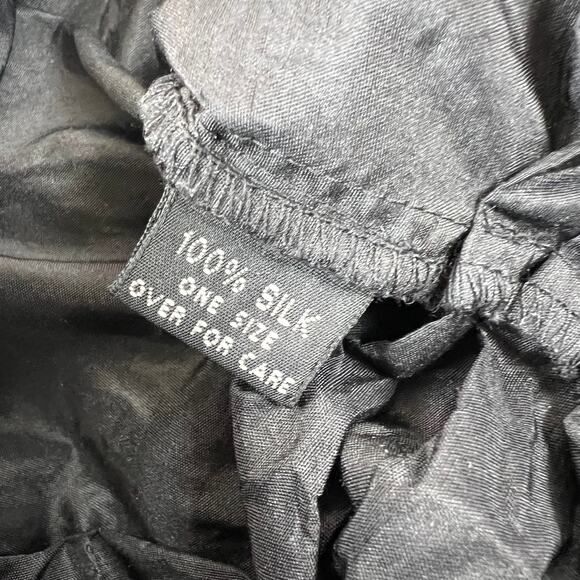 100% SILK
ONE SIZE
OVER FOR CARE